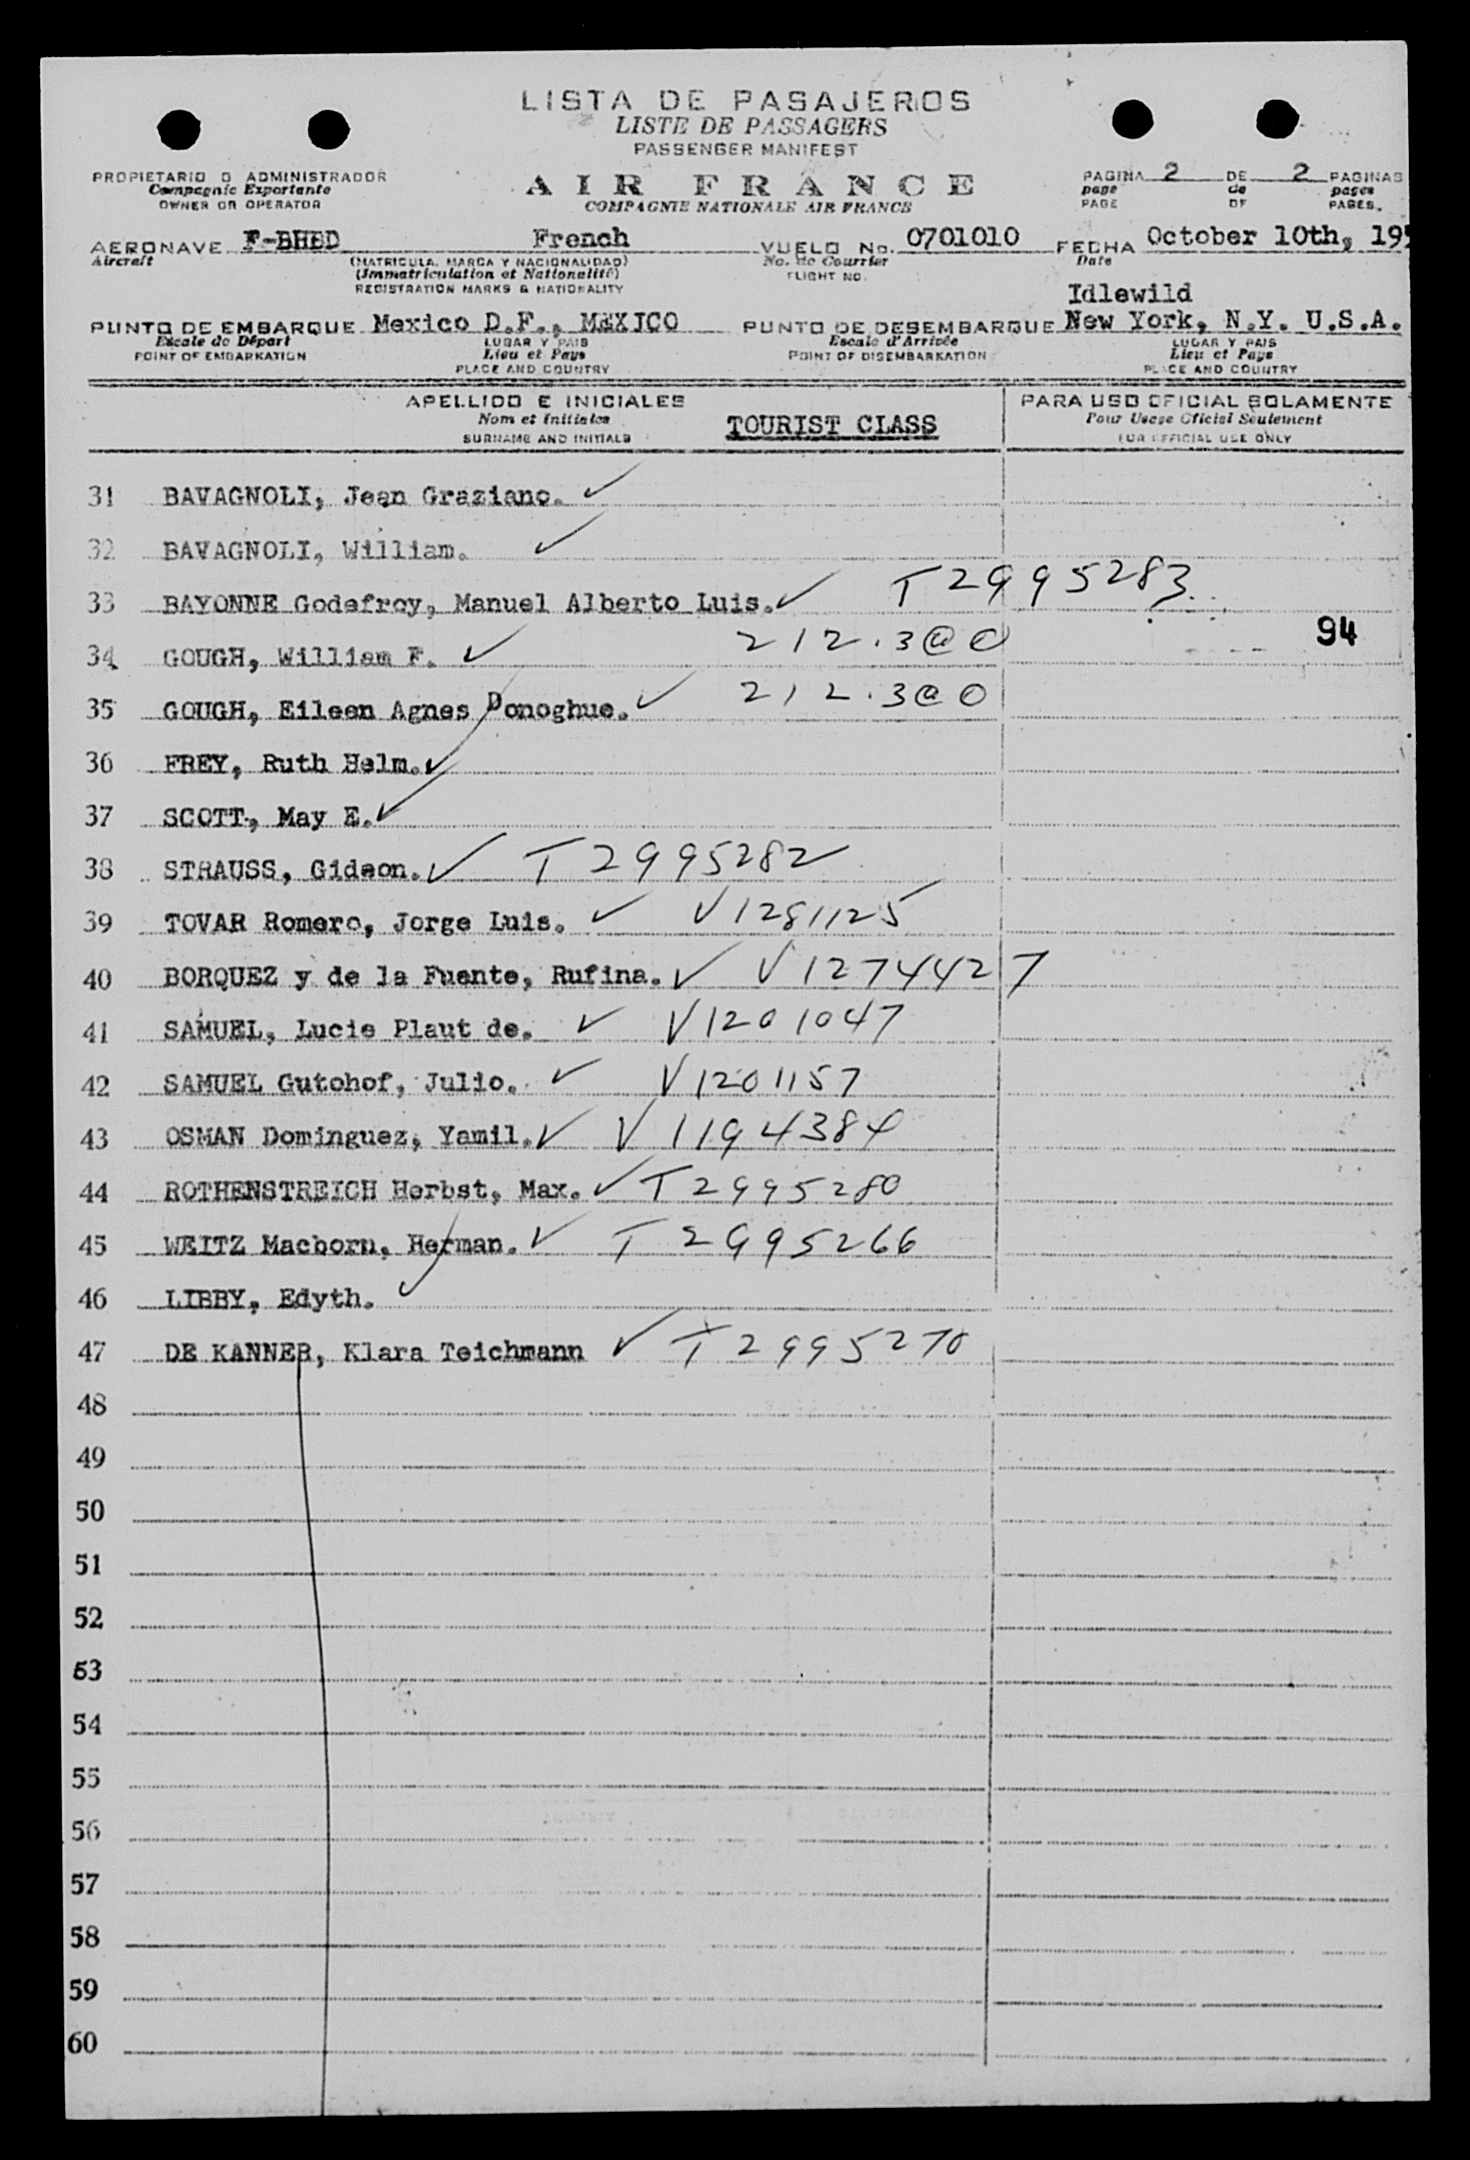 LISTA DE PASAJEROS
LISTE DE PASSAGERS
PASSENGER MANIFEST
PROPIETARIO O ADMINISTRADOR
Compagnie Exportante
OWNER OR OPERATOR
AIR FRANCE
COMPAGNIE NATIONALE AIR FRANCE
PAGINA 2 DE 2 PAGINAS
page de pages
PAGE OF PAGES.
AERONAVE F-BHBD French VUELO No. 0701010 FECHA October 10th, 195
Aircraft (MATRICULA, MARCA Y NACIONALIDAD) No. de Courrier Date
(Immatriculation et Nationalité) FLIGHT NO.
REGISTRATION MARKS & NATIONALITY
Idlewild
PUNTO DE EMBARQUE Mexico D.F., MEXICO PUNTO DE DESEMBARQUE New York, N.Y. U.S.A.
Escale de Départ LUGAR Y PAIS Escale d'Arrivée LUGAR Y PAIS
POINT OF EMBARKATION Lieu et Pays POINT OF DISEMBARKATION Lieu et Pays
PLACE AND COUNTRY PLACE AND COUNTRY
APELLIDO E INICIALES PARA USO OFICIAL SOLAMENTE
Nom et Initiales TOURIST CLASS Pour Usage Oficial Seulement
SURNAME AND INITIALS FOR OFFICIAL USE ONLY
31 BAVAGNOLI, Jean Graziano. ✓
32 BAVAGNOLI, William. ✓
33 BAYONNE Godefroy, Manuel Alberto Luis. ✓ T2995283
94
34 GOUGH, William F. ✓ 212.3@0
35 GOUGH, Eileen Agnes Donoghue. ✓ 212.3@0
36 FREY, Ruth Helm. ✓
37 SCOTT, May E. ✓
38 STRAUSS, Gideon. ✓ T2995282
39 TOVAR Romero, Jorge Luis. ✓ V1281125
40 BORQUEZ y de la Fuente, Rufina. ✓ V1274427
41 SAMUEL, Lucie Plaut de. ✓ V1201047
42 SAMUEL Gutohof, Julio. ✓ V1201157
43 OSMAN Dominguez, Yamil. ✓ V1194384
44 ROTHENSTREICH Herbst, Max. ✓ T2995280
45 WEITZ Machorn, Herman. ✓ T2995266
46 LIBBY, Edyth. ✓
47 DE KANNER, Klara Teichmann ✓ T2995270
48
49
50
51
52
53
54
55
56
57
58
59
60